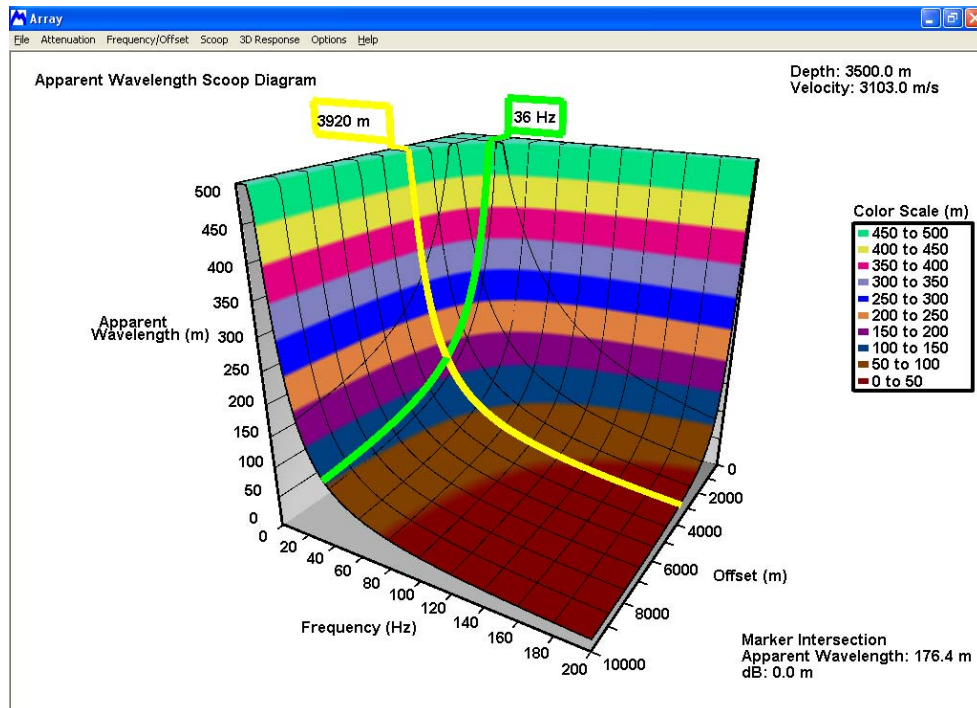 Array
File Attenuation Frequency/Offset Scoop 3D Response Options Help
Apparent Wavelength Scoop Diagram
Depth: 3500.0 m
Velocity: 3103.0 m/s
3920 m
36 Hz
500
450
400
350
300
250
200
150
100
50
0
Apparent
Wavelength (m)
Color Scale (m)
450 to 500
400 to 450
350 to 400
300 to 350
250 to 300
200 to 250
150 to 200
100 to 150
50 to 100
0 to 50
0
20
40
60
80
100
120
140
160
180
200
Frequency (Hz)
0
2000
4000
6000
8000
10000
Offset (m)
Marker Intersection
Apparent Wavelength: 176.4 m
dB: 0.0 m